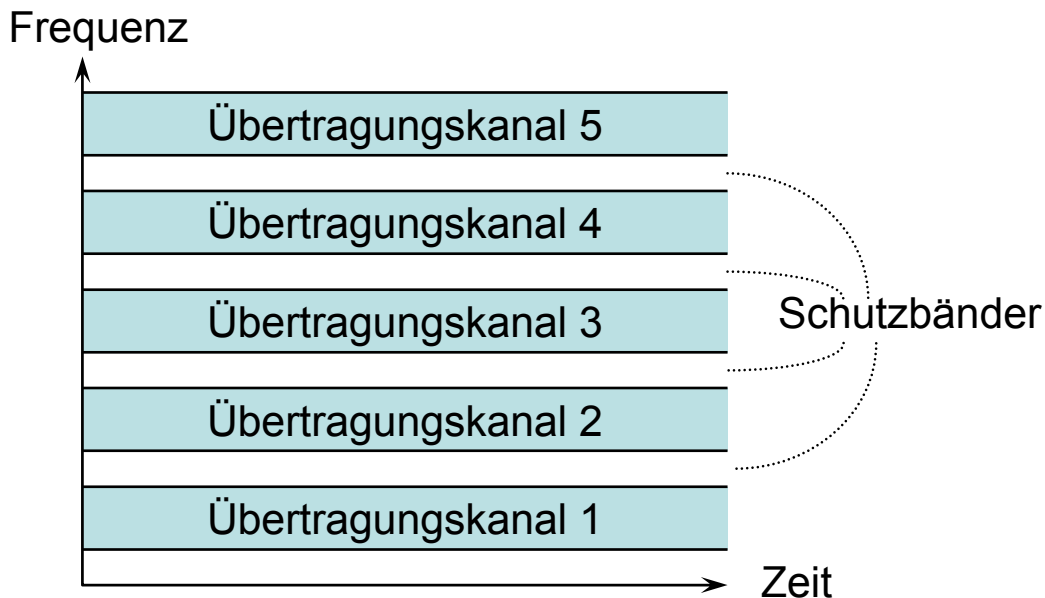 Frequenz
Übertragungskanal 5
Übertragungskanal 4
Übertragungskanal 3
Schutzbänder
Übertragungskanal 2
Übertragungskanal 1
Zeit